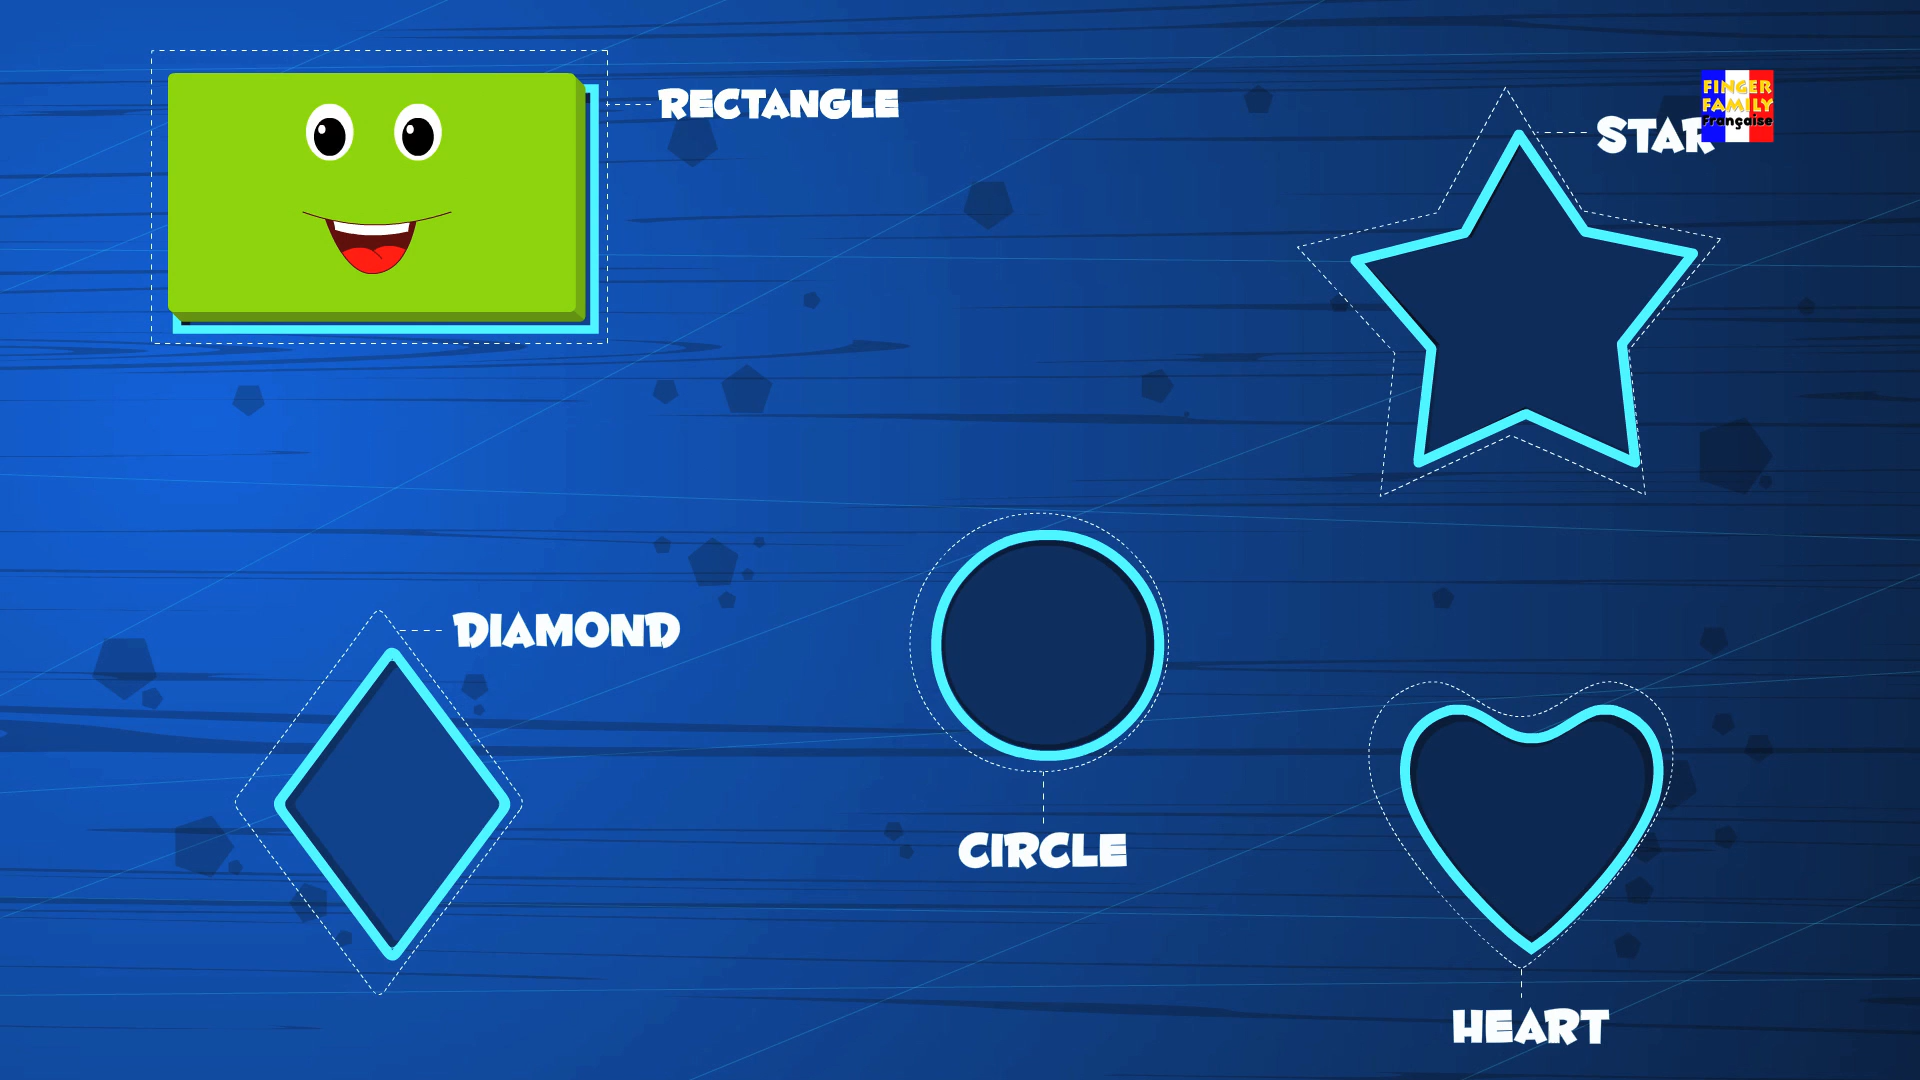 RECTANGLE
STAR
FINGER
FAMILY
Française
DIAMOND
CIRCLE
HEART